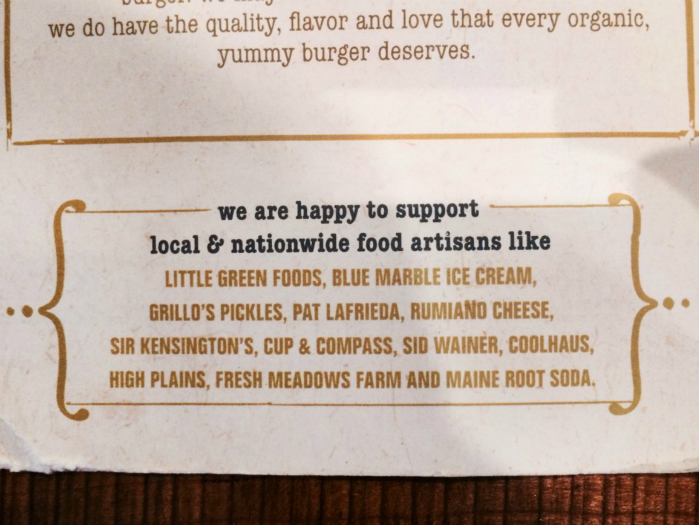 we do have the quality, flavor and love that every organic,
yummy burger deserves.
we are happy to support
local & nationwide food artisans like
LITTLE GREEN FOODS, BLUE MARBLE ICE CREAM,
GRILLO'S PICKLES, PAT LAFRIEDA, RUMIANO CHEESE,
SIR KENSINGTON'S, CUP & COMPASS, SID WAINER, COOLHAUS,
HIGH PLAINS, FRESH MEADOWS FARM AND MAINE ROOT SODA.